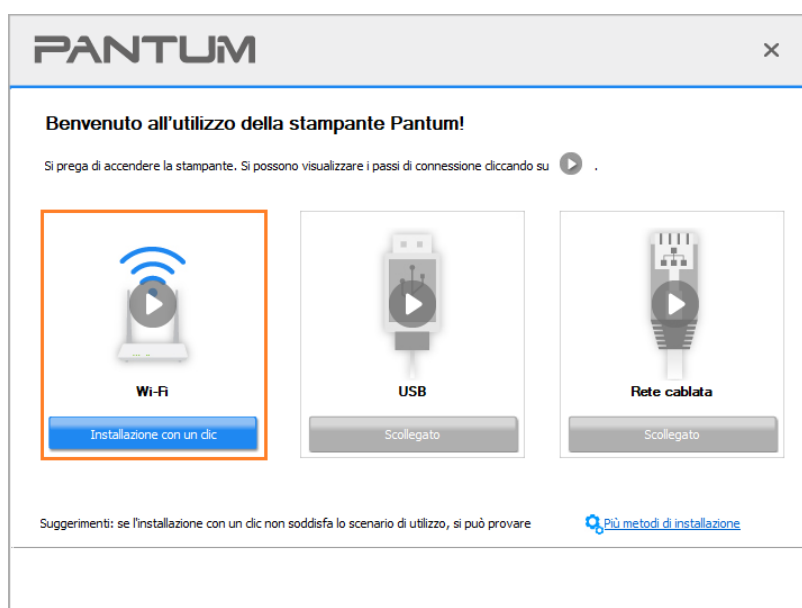 PANTUM
Benvenuto all'utilizzo della stampante Pantum!
Si prega di accendere la stampante. Si possono visualizzare i passi di connessione cliccando su .
Wi-Fi
USB
Rete cablata
Installazione con un clic
Scollegato
Scollegato
Suggerimenti: se l'installazione con un clic non soddisfa lo scenario di utilizzo, si può provare
Più metodi di installazione